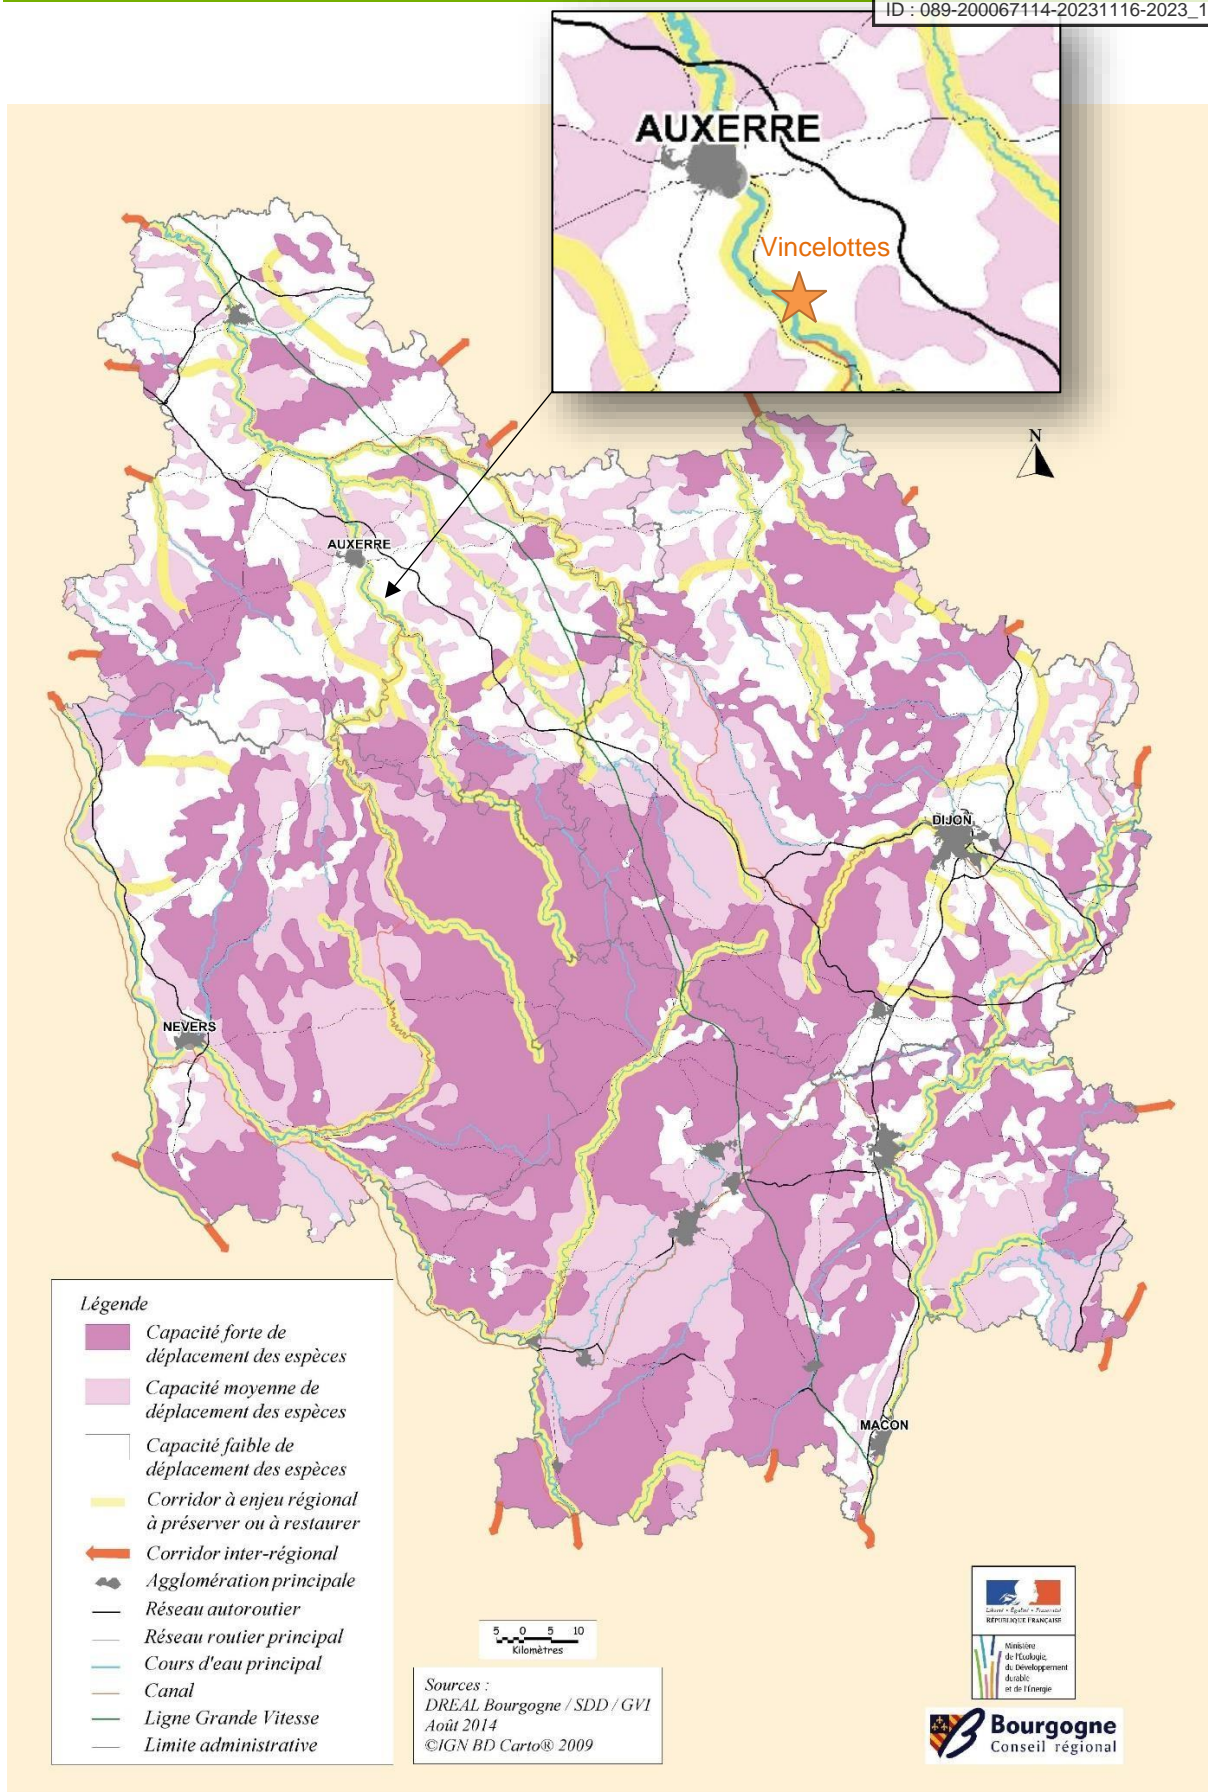 ID : 089-200067114-20231116-2023_1
AUXERRE
Vincelottes
N
AUXERRE
DIJON
NEVERS
MACON
Légende
Capacité forte de
déplacement des espèces
Capacité moyenne de
déplacement des espèces
Capacité faible de
déplacement des espèces
Corridor à enjeu régional
à préserver ou à restaurer
Corridor inter-régional
Agglomération principale
Réseau autoroutier
Réseau routier principal
Cours d'eau principal
Canal
Ligne Grande Vitesse
Limite administrative
5 0 5 10
Kilomètres
Sources :
DREAL Bourgogne / SDD / GVI
Août 2014
©IGN BD Carto® 2009
Liberté • Égalité • Fraternité
RÉPUBLIQUE FRANÇAISE
Ministère
de l'Écologie,
du Développement
durable
et de l'Énergie
Bourgogne
Conseil régional